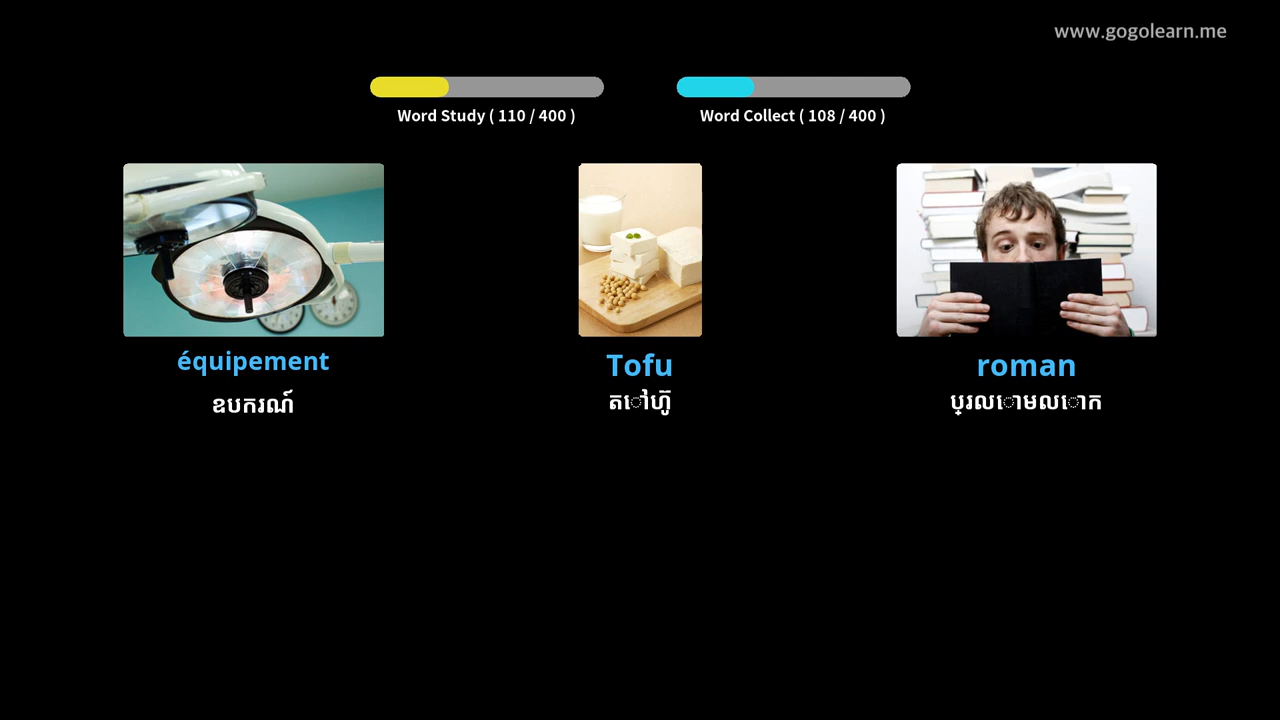 www.gogolearn.me
Word Study ( 110 / 400 )
Word Collect ( 108 / 400 )
équipement
Tofu
roman
ឧបករណ៍
តៅហ៊ូ
ប្រលោមលោក